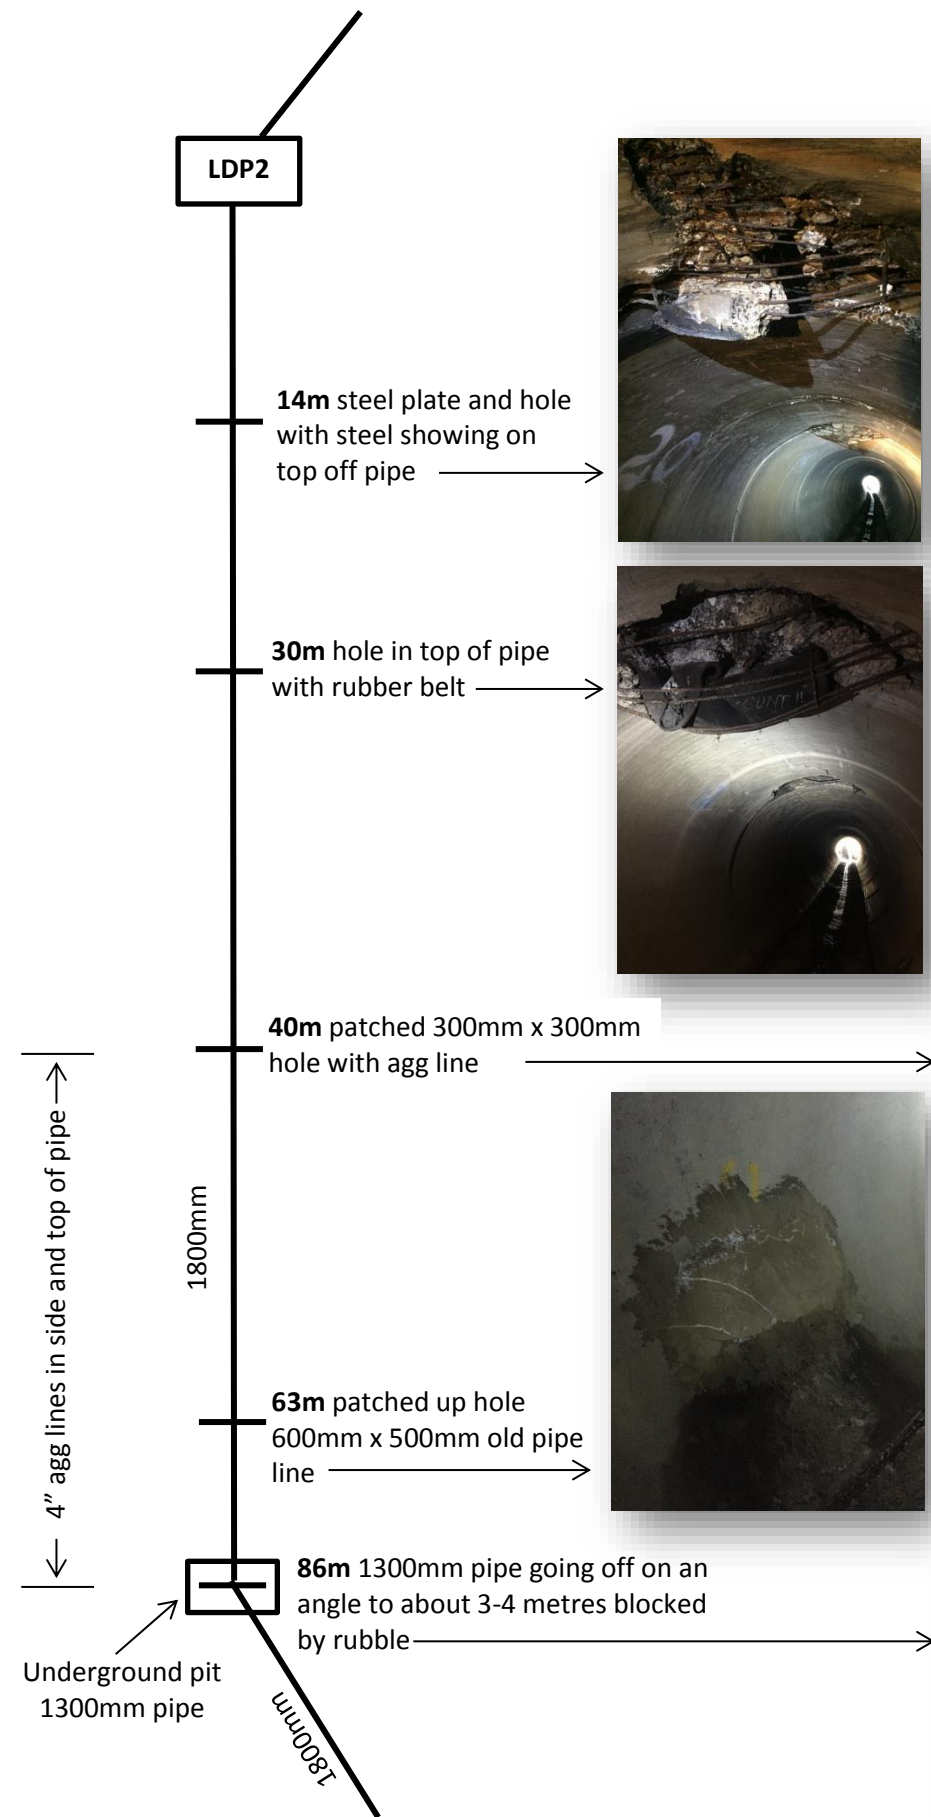 LDP2
14m steel plate and hole
with steel showing on
top off pipe
30m hole in top of pipe
with rubber belt
40m patched 300mm x 300mm
hole with agg line
4” agg lines in side and top of pipe
1800mm
63m patched up hole
600mm x 500mm old pipe
line
86m 1300mm pipe going off on an
angle to about 3-4 metres blocked
by rubble
Underground pit
1300mm pipe
1800mm